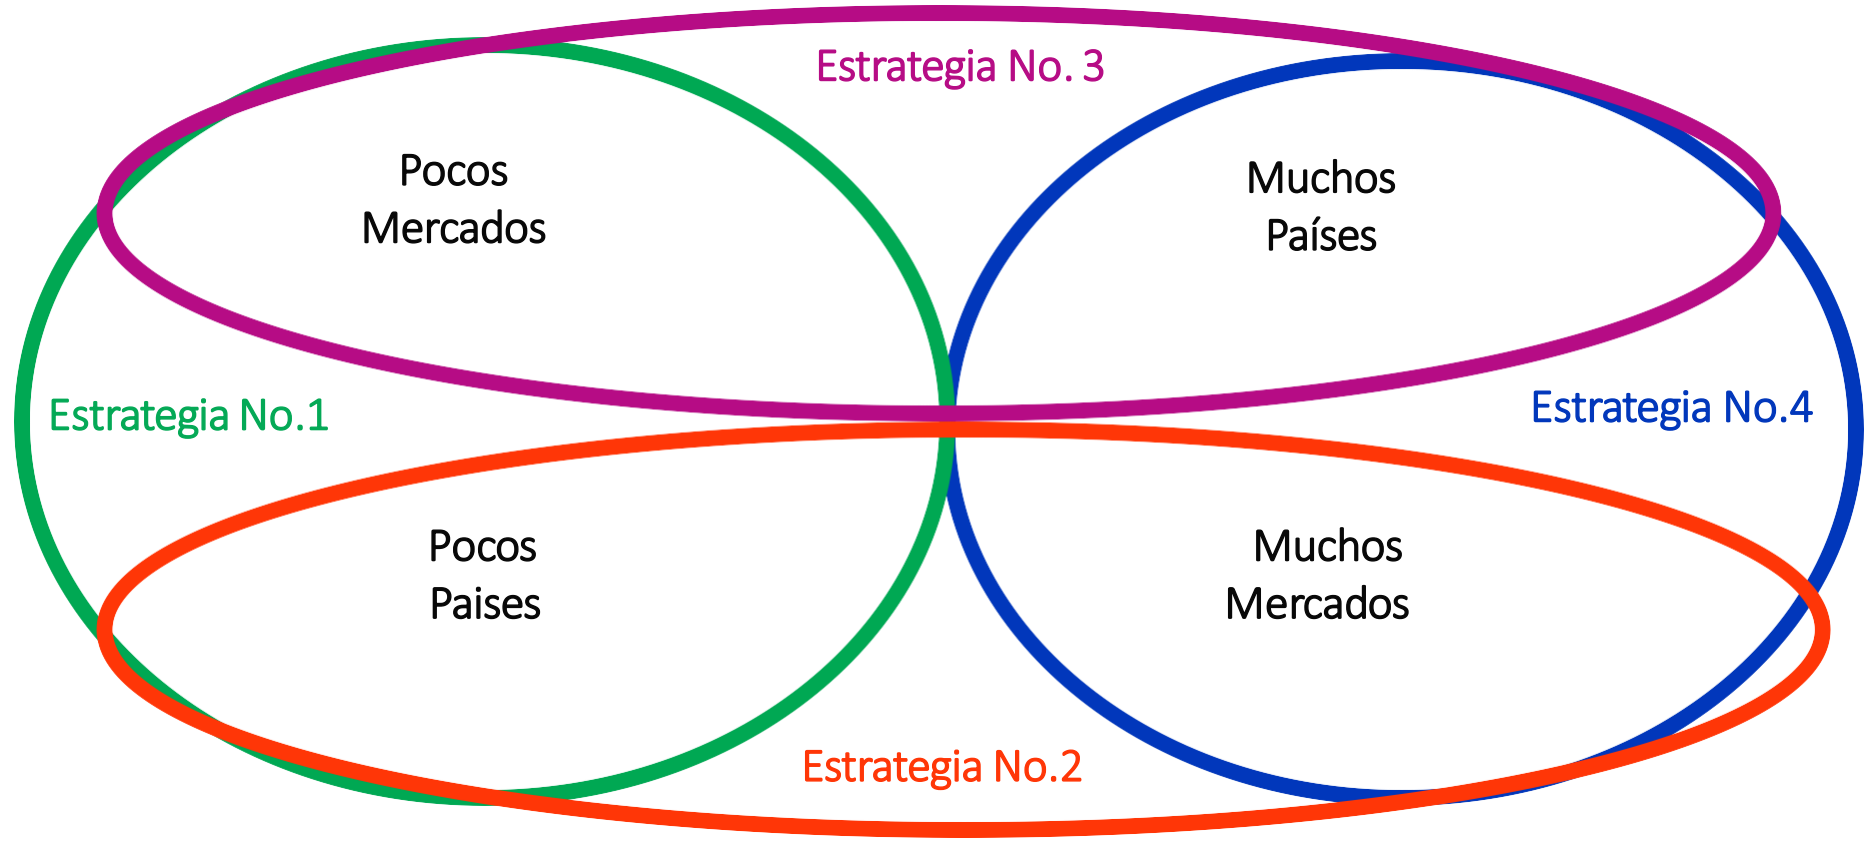 Estrategia No. 3
Pocos
Mercados
Muchos
Países
Estrategia No.1
Estrategia No.4
Pocos
Paises
Muchos
Mercados
Estrategia No.2